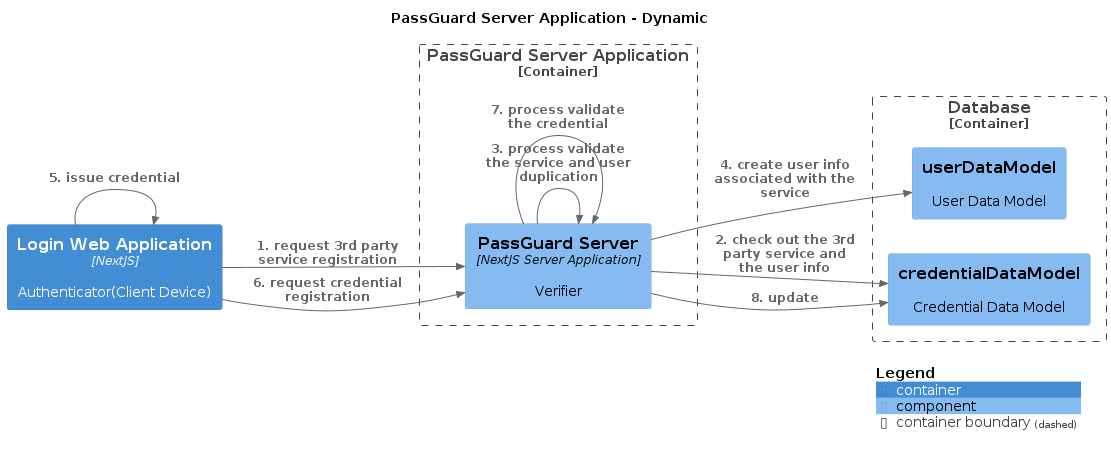 PassGuard Server Application - Dynamic
PassGuard Server Application
[Container]
7. process validate
the credential
3. process validate
the service and user
duplication
5. issue credential
Login Web Application
[NextJS]
Authenticator(Client Device)
1. request 3rd party
service registration
6. request credential
registration
PassGuard Server
[NextJS Server Application]
Verifier
4. create user info
associated with the
service
2. check out the 3rd
party service and
the user info
8. update
Database
[Container]
userDataModel
User Data Model
credentialDataModel
Credential Data Model
Legend
container
component
container boundary (dashed)